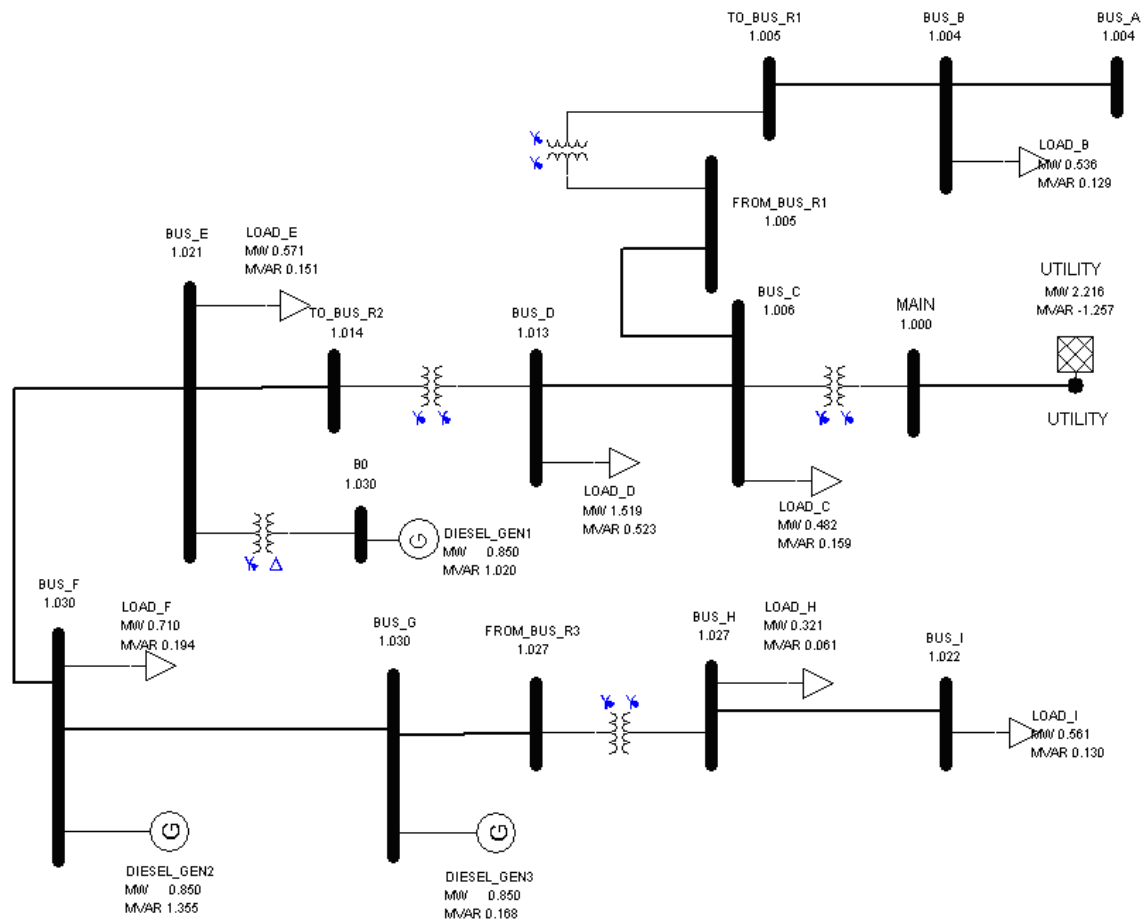 TO_BUS_R1
1.005
BUS_B
1.004
BUS_A
1.004
LOAD_B
MW 0.536
MVAR 0.129
FROM_BUS_R1
1.005
BUS_E
1.021
LOAD_E
MW 0.571
MVAR 0.151
TO_BUS_R2
1.014
BUS_D
1.013
BUS_C
1.006
MAIN
1.000
UTILITY
MW 2.216
MVAR -1.257
UTILITY
LOAD_D
MW 1.519
MVAR 0.523
LOAD_C
MW 0.482
MVAR 0.159
B0
1.030
G
DIESEL_GEN1
MW 0.850
MVAR 1.020
BUS_F
1.030
LOAD_F
MW 0.710
MVAR 0.194
BUS_G
1.030
FROM_BUS_R3
1.027
BUS_H
1.027
LOAD_H
MW 0.321
MVAR 0.061
BUS_I
1.022
LOAD_I
MW 0.561
MVAR 0.130
G
DIESEL_GEN2
MW 0.850
MVAR 1.355
G
DIESEL_GEN3
MW 0.850
MVAR 0.168